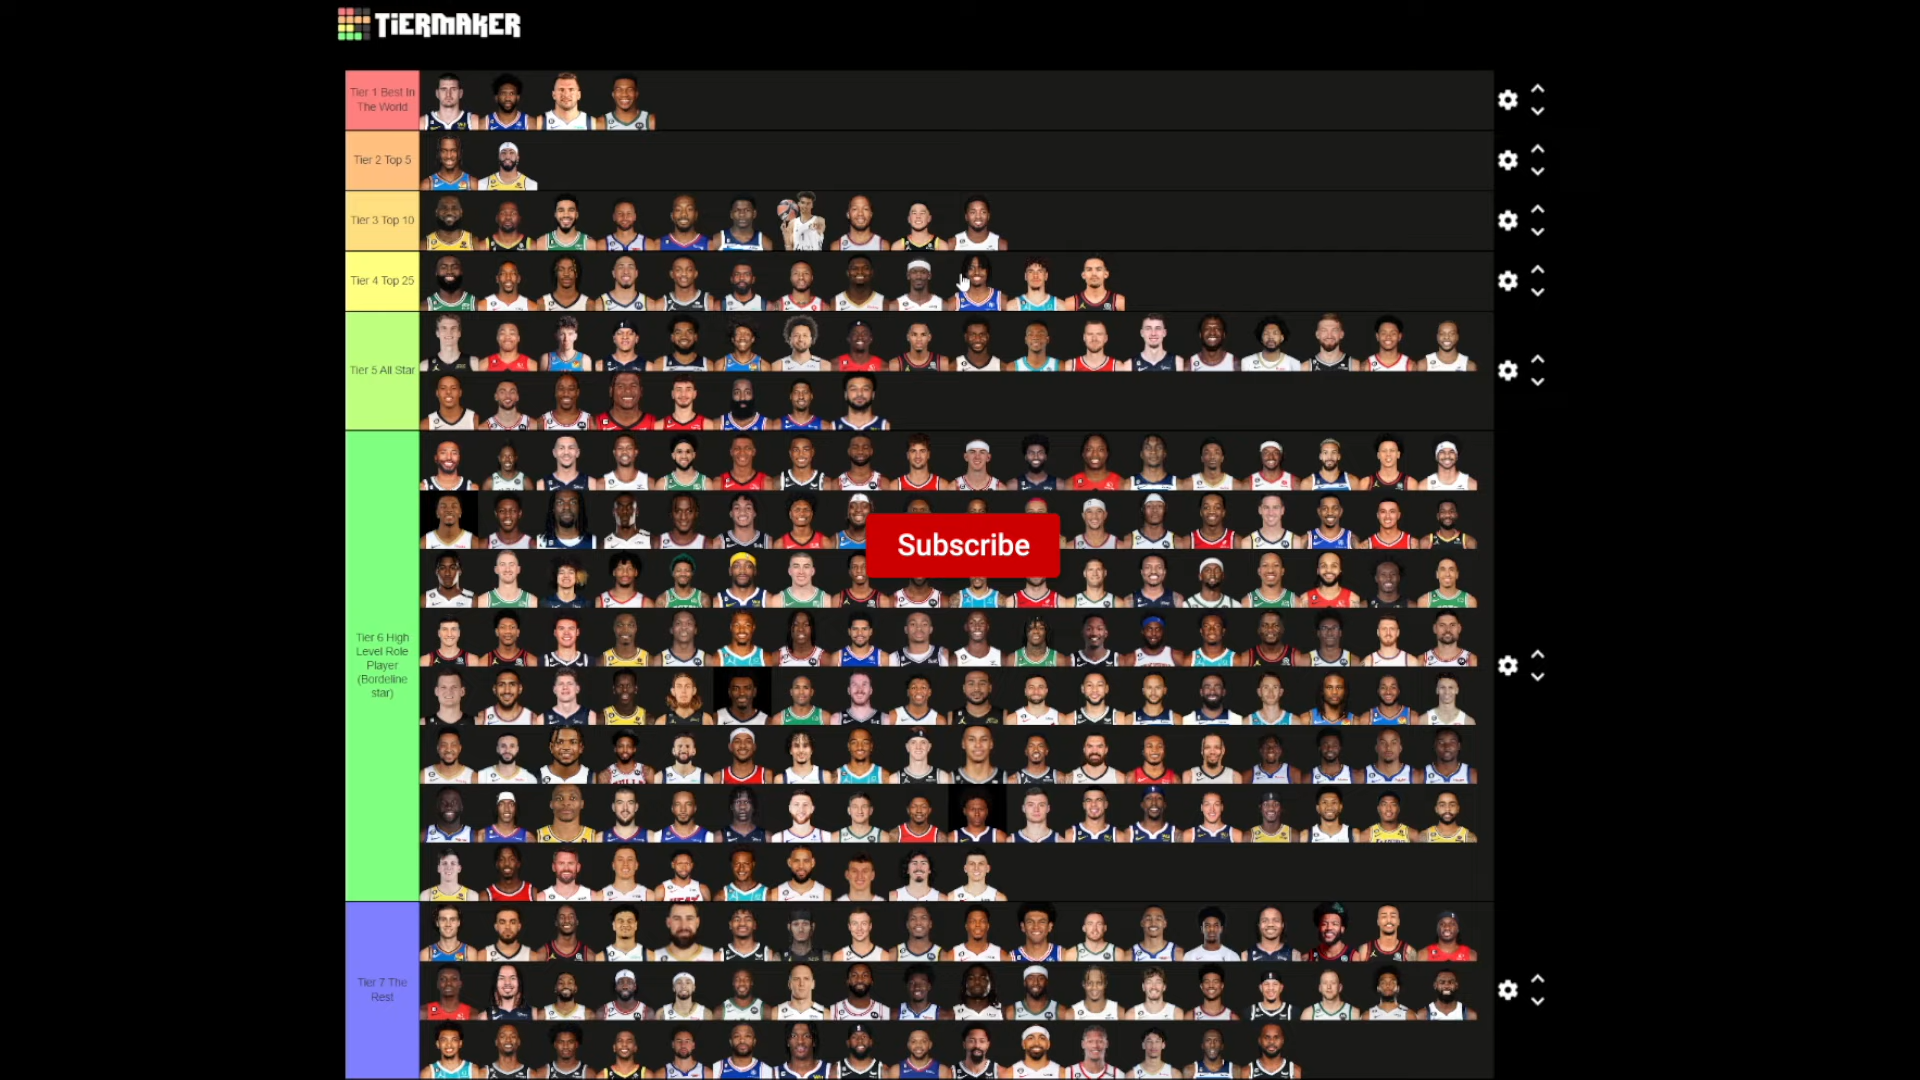 TIERMAKER
Tier 1 Best In
The World
Tier 2 Top 5
Tier 3 Top 10
Tier 4 Top 25
Tier 5 All Star
Subscribe
Tier 6 High
Level Role
Player
(Bordeline
star)
Tier 7 The
Rest